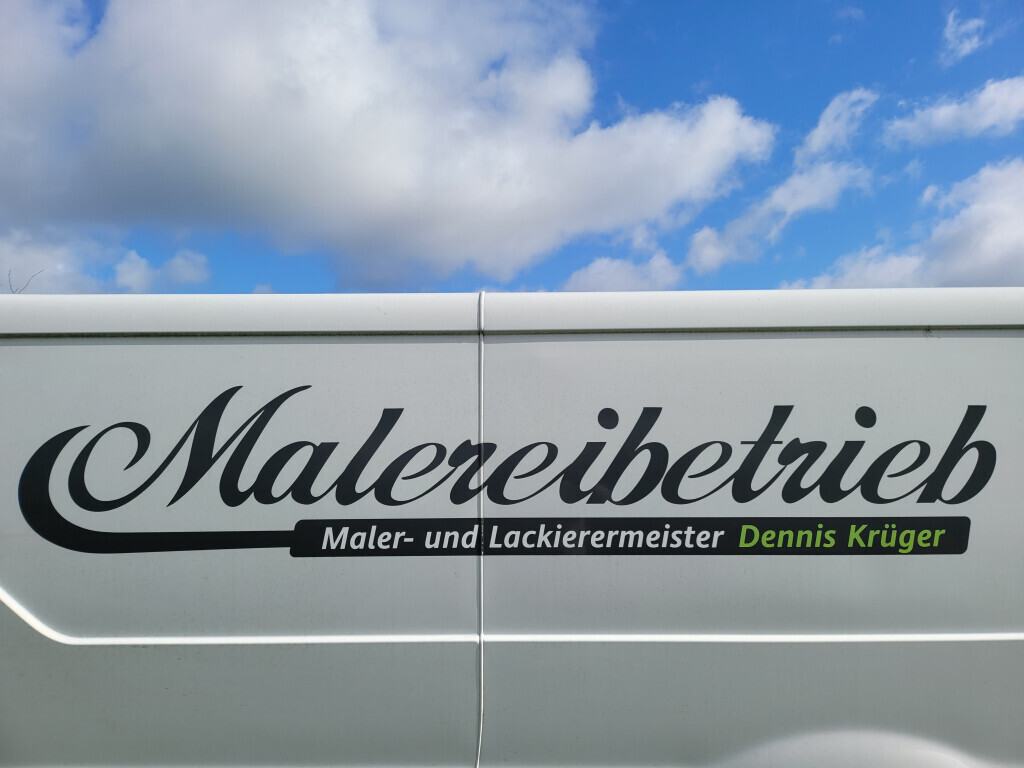 Malereibetrieb
Maler- und Lackierermeister Dennis Krüger